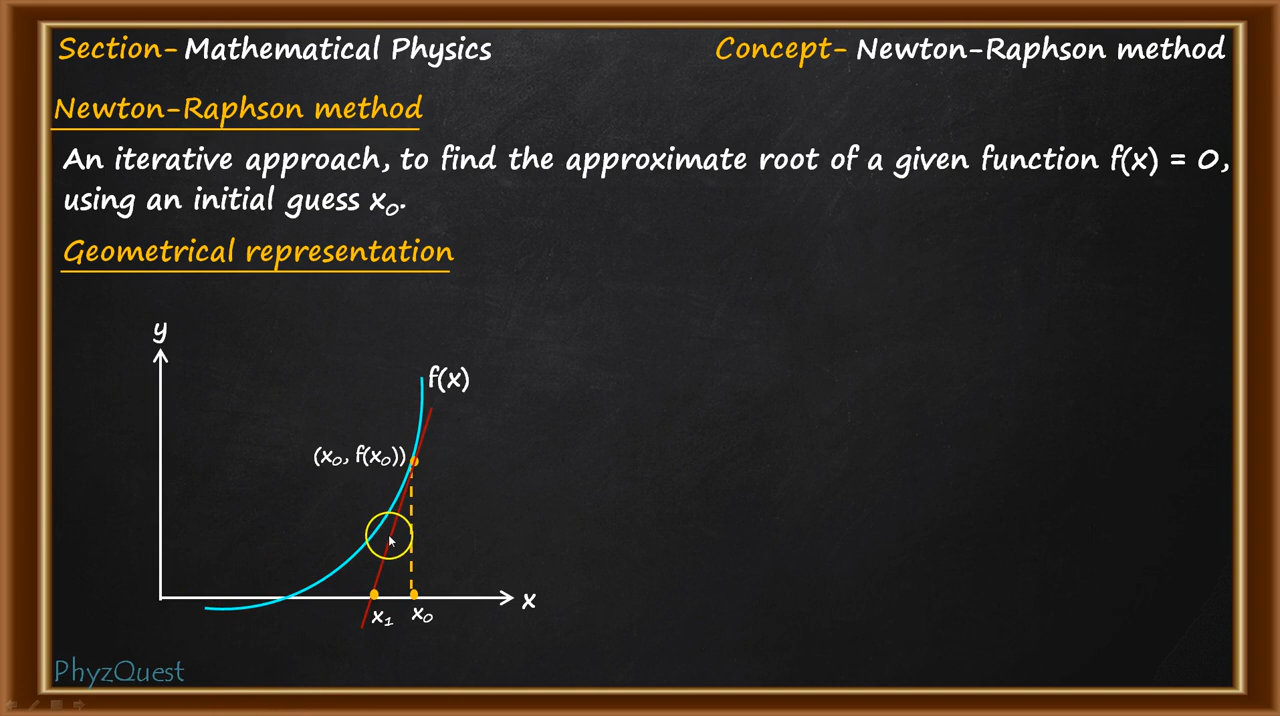 Section- Mathematical Physics
Concept- Newton-Raphson method
Newton-Raphson method
An iterative approach, to find the approximate root of a given function f(x) = 0,
using an initial guess x₀.
Geometrical representation
y
f(x)
(x₀, f(x₀))
x
x₁ x₀
PhyzQuest